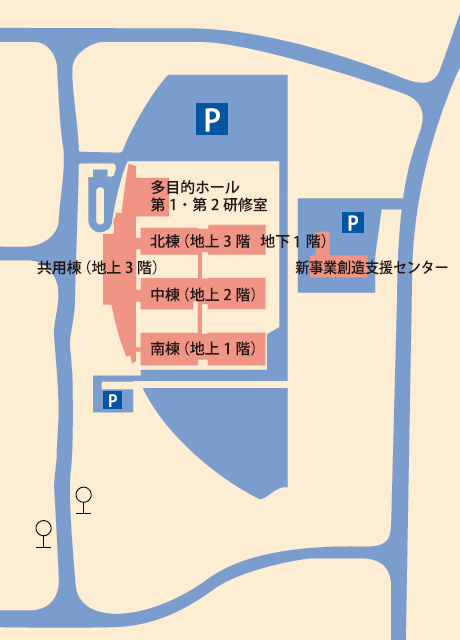 P
多目的ホール
第1・第2研修室
P
北棟（地上3階 地下1階）
共用棟（地上3階）
新事業創造支援センター
中棟（地上2階）
南棟（地上1階）
P